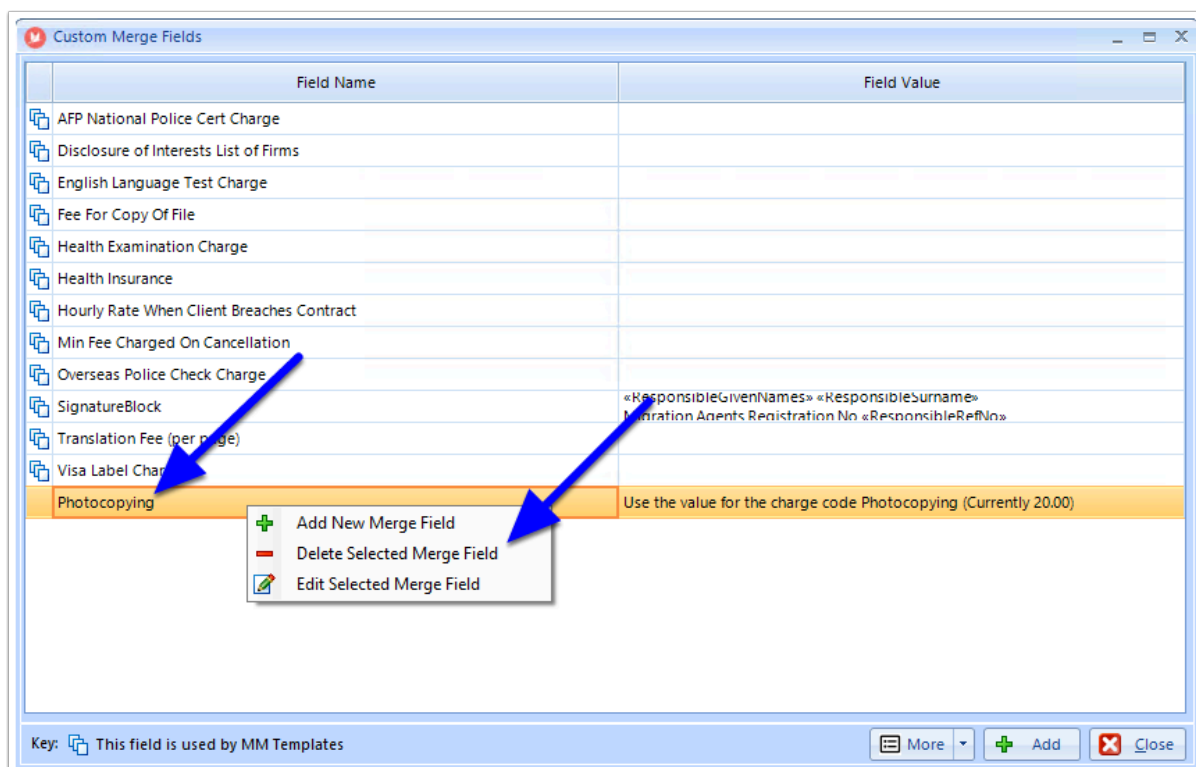 Custom Merge Fields
Field Name Field Value
AFP National Police Cert Charge
Disclosure of Interests List of Firms
English Language Test Charge
Fee For Copy Of File
Health Examination Charge
Health Insurance
Hourly Rate When Client Breaches Contract
Min Fee Charged On Cancellation
Overseas Police Check Charge
SignatureBlock «ResponsibleGivenNames» «ResponsibleSurname»
Migration Agents Registration No «ResponsibleRefNo»
Translation Fee (per page)
Visa Label
Photocopying Use the value for the charge code Photocopying (Currently 20.00)
Add New Merge Field
Delete Selected Merge Field
Edit Selected Merge Field
Key: This field is used by MM Templates More Add Close